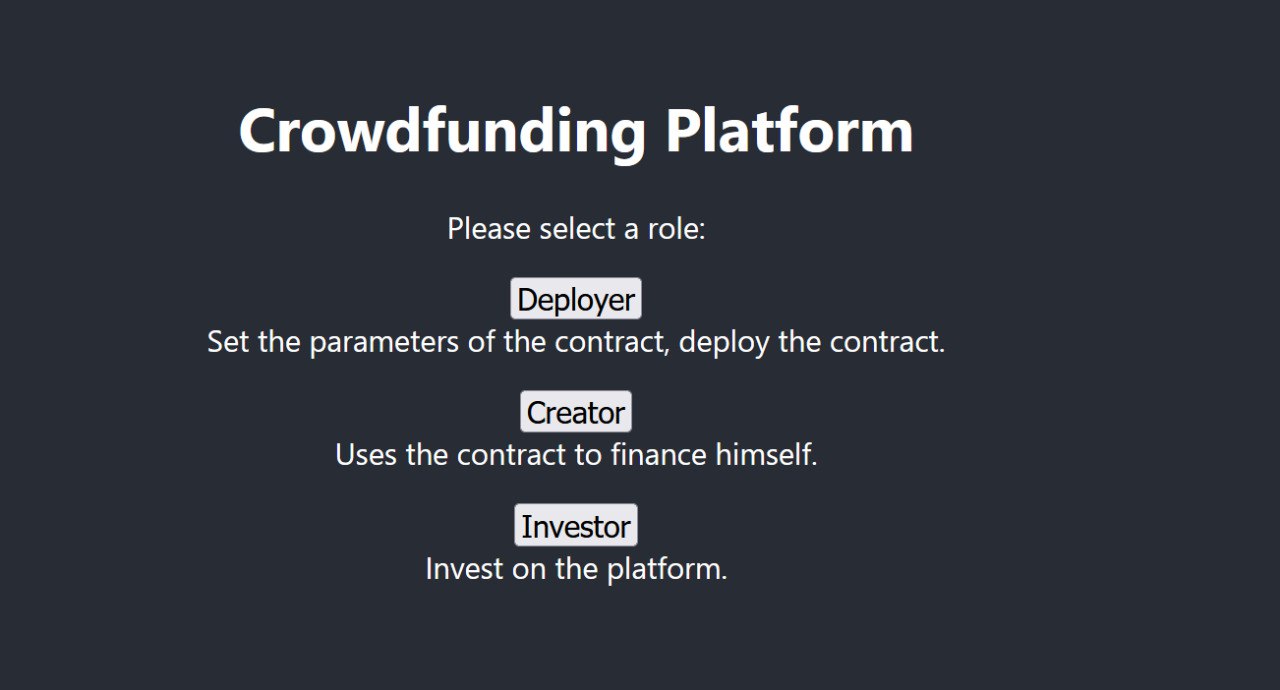 Crowdfunding Platform
Please select a role:
Deployer
Set the parameters of the contract, deploy the contract.
Creator
Uses the contract to finance himself.
Investor
Invest on the platform.